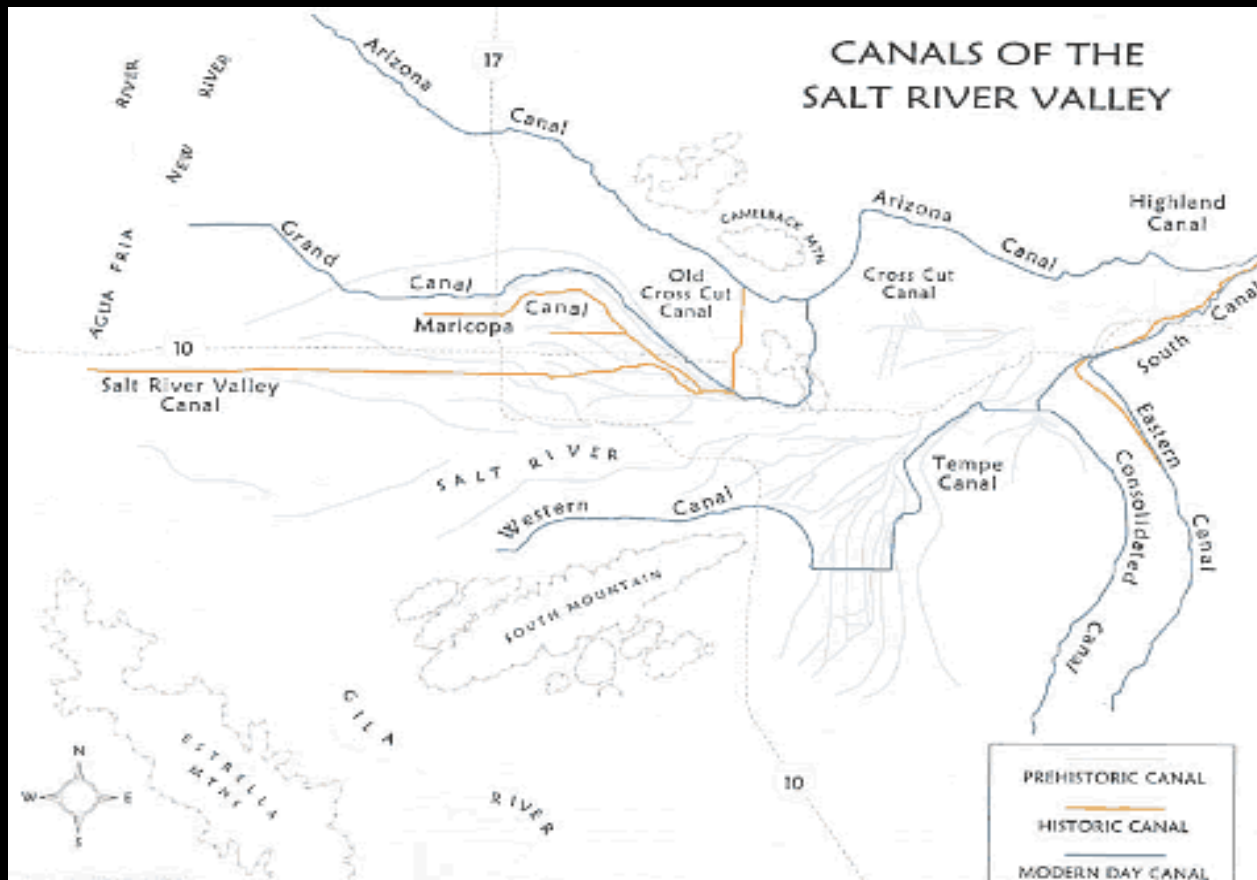 CANALS OF THE
SALT RIVER VALLEY
17
Arizona
Canal
RIVER
RIVER
NEW
AGUA FRIA
Grand
Canal
CAMELBACK MTN
Arizona
Canal
Highland
Canal
Old
Cross Cut
Canal
Cross Cut
Canal
Canal
Maricopa
10
Salt River Valley
Canal
South
Canal
SALT RIVER
Western
Canal
Tempe
Canal
Eastern
Canal
Consolidated
Canal
SOUTH MOUNTAIN
GILA
RIVER
ESTRELLA
MTNS
N
W
E
S
10
PREHISTORIC CANAL
HISTORIC CANAL
MODERN DAY CANAL